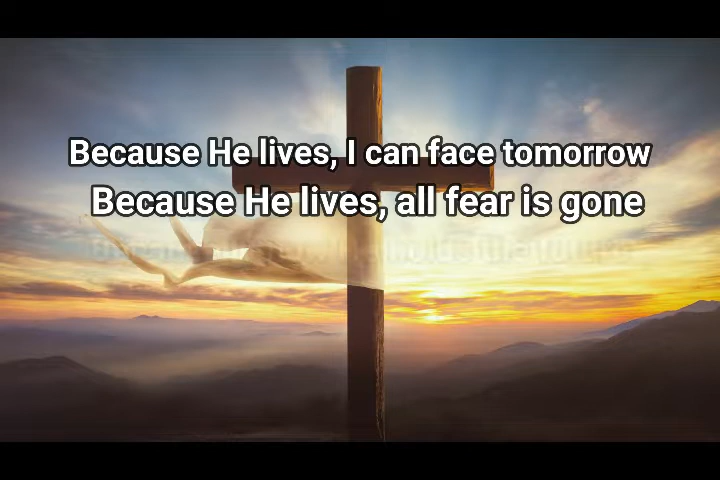 Because He lives, I can face tomorrow
Because He lives, all fear is gone